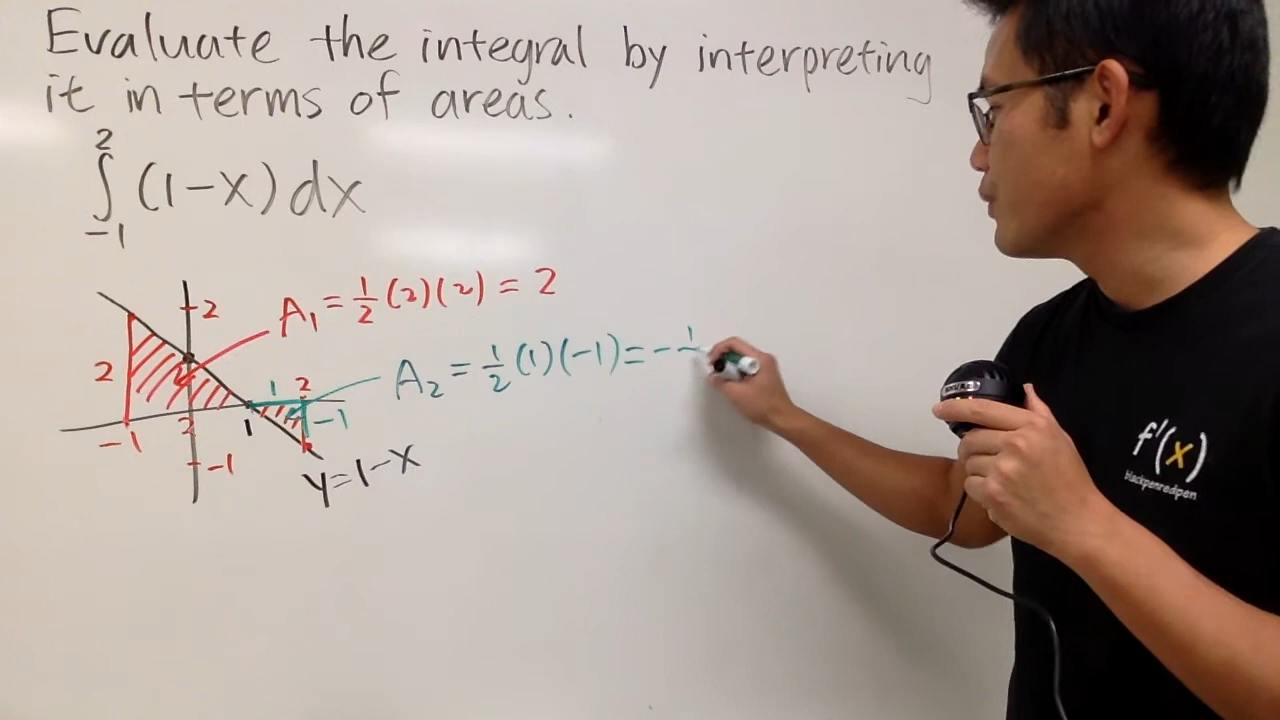 Evaluate the integral by interpreting
it in terms of areas.
∫₋₁² (1-x) dx
2
A₁ = 1/2 (2)(2) = 2
2
A₂ = 1/2 (1)(-1) = - 1
1
2
-1
-1
2
1
-1
y=1-x
f'(x)
blackpenredpen